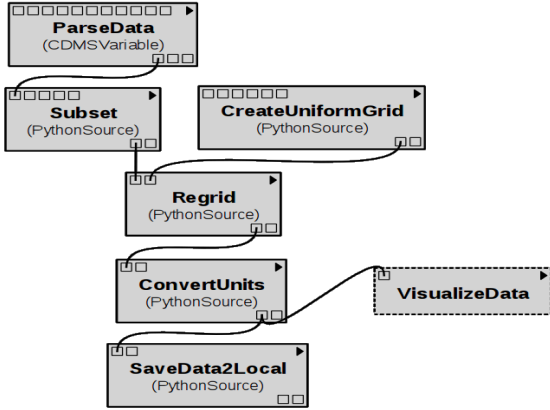 ParseData
(CDMSVariable)
Subset
(PythonSource)
CreateUniformGrid
(PythonSource)
Regrid
(PythonSource)
ConvertUnits
(PythonSource)
VisualizeData
SaveData2Local
(PythonSource)